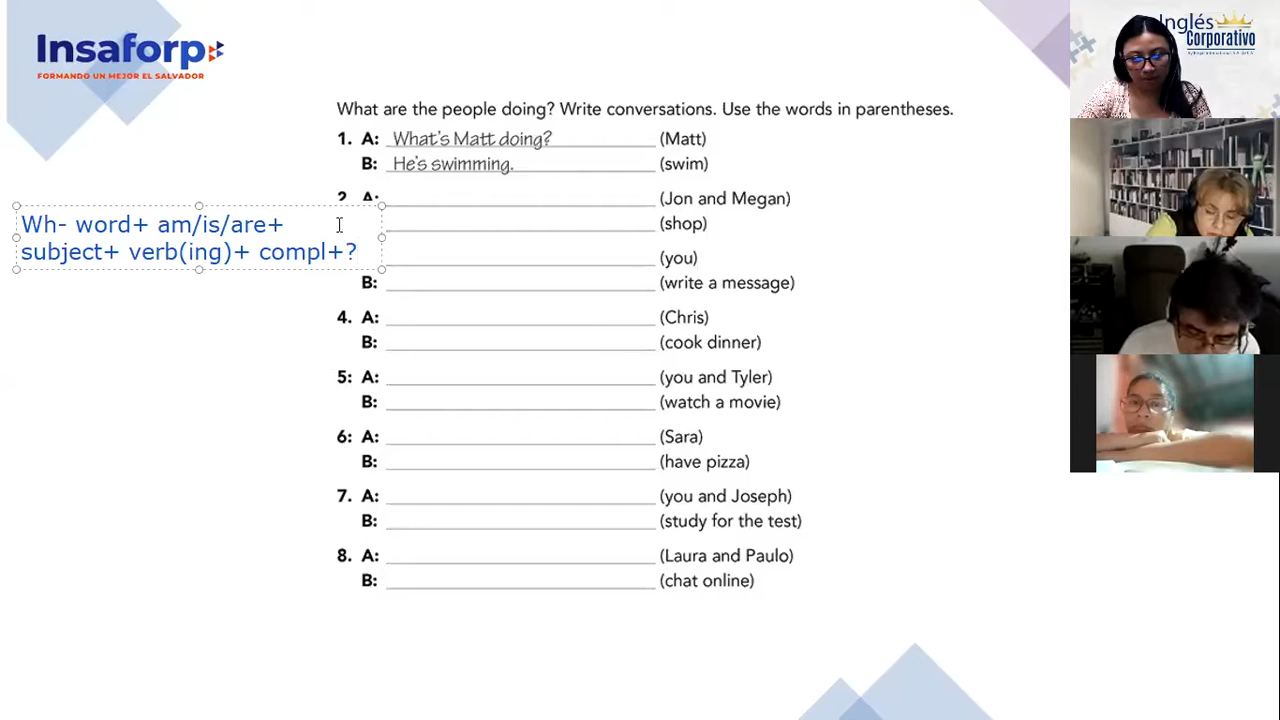 Insaforp
FORMANDO UN MEJOR EL SALVADOR
Inglés
Corporativo
What are the people doing? Write conversations. Use the words in parentheses.
1. A: What's Matt doing? (Matt)
B: He's swimming. (swim)
2. A: (Jon and Megan)
(shop)
Wh- word+ am/is/are+
subject+ verb(ing)+ compl+?
(you)
B: (write a message)
4. A: (Chris)
B: (cook dinner)
5: A: (you and Tyler)
B: (watch a movie)
6: A: (Sara)
B: (have pizza)
7. A: (you and Joseph)
B: (study for the test)
8. A: (Laura and Paulo)
B: (chat online)